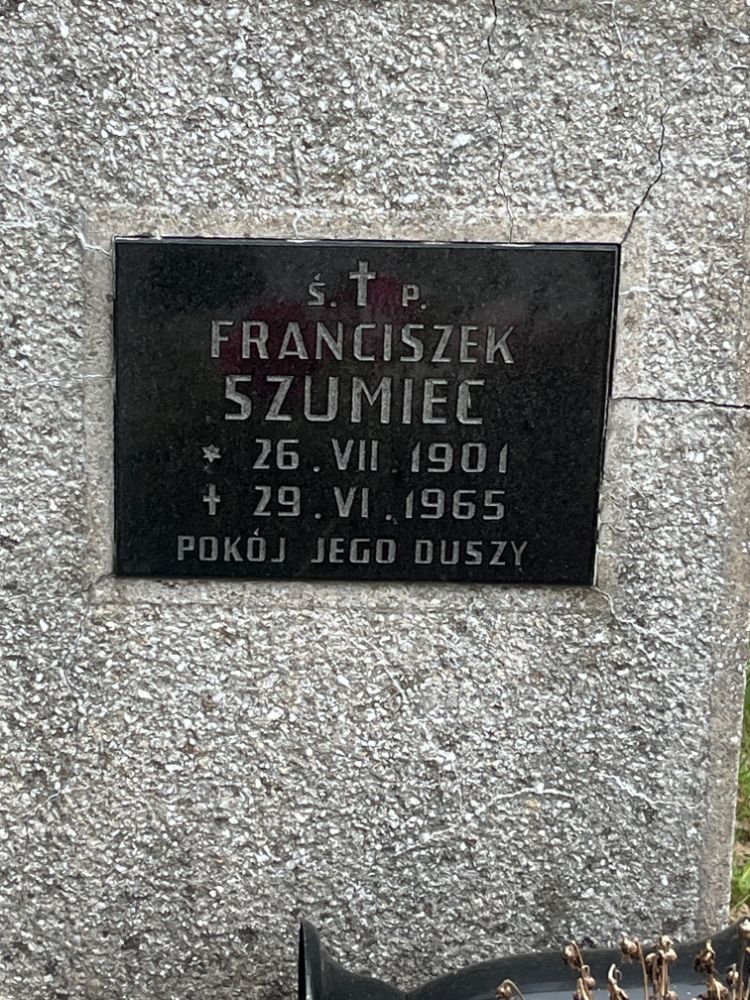 Ś. † P.
FRANCISZEK
SZUMIEC
* 26.VII.1901
† 29.VI.1965
POKÓJ JEGO DUSZY